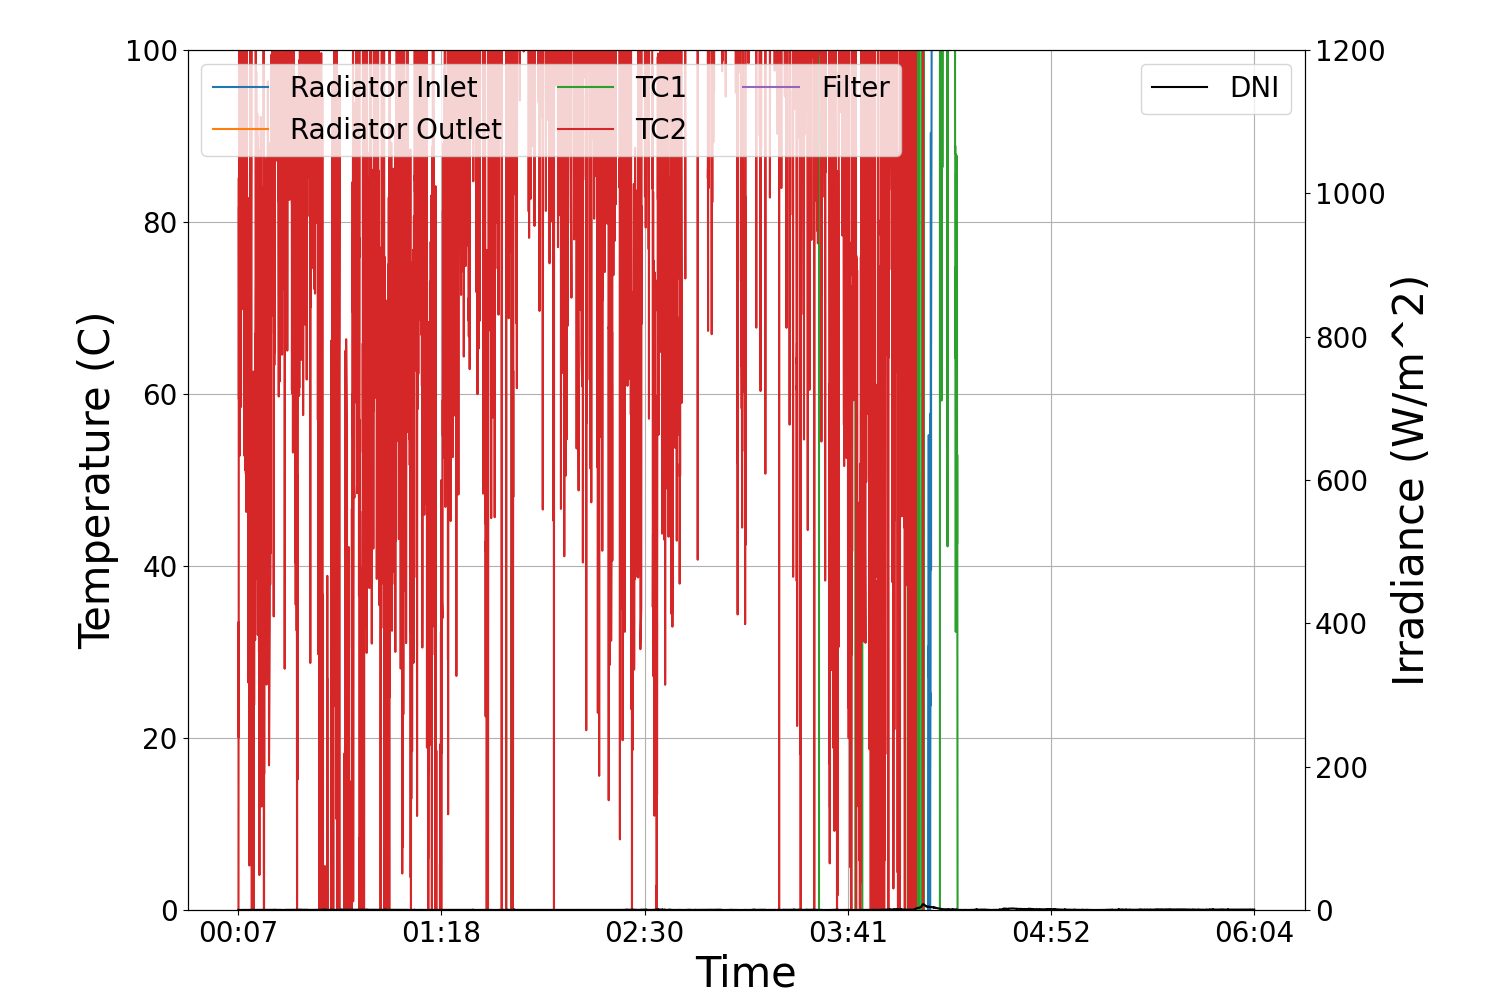 100
80
60
40
20
0
Temperature (C)
Radiator Inlet
Radiator Outlet
TC1
TC2
Filter
DNI
1200
1000
800
600
400
200
0
Irradiance (W/m^2)
00:07
01:18
02:30
03:41
04:52
06:04
Time